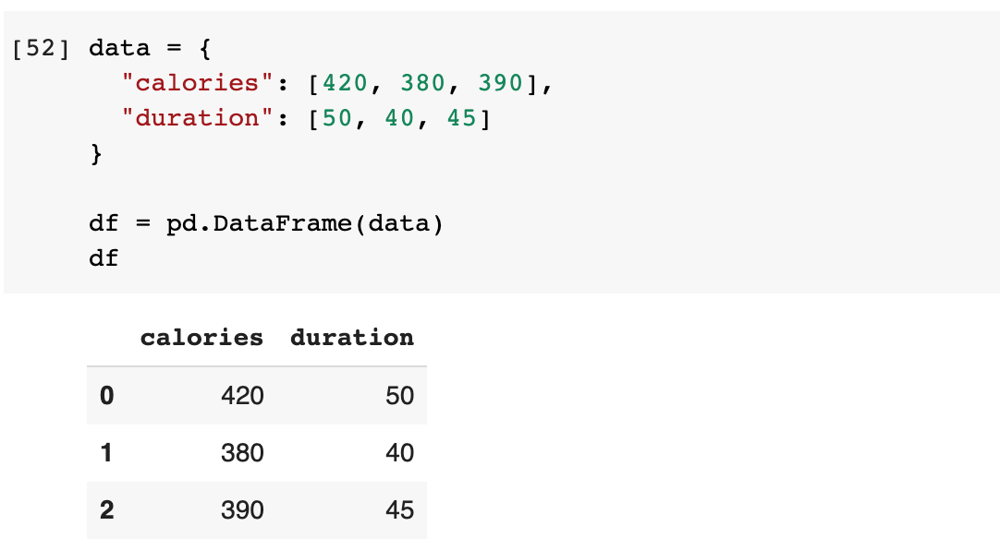 [52] data = {
"calories": [420, 380, 390],
"duration": [50, 40, 45]
}
df = pd.DataFrame(data)
df
calories duration
0 420 50
1 380 40
2 390 45